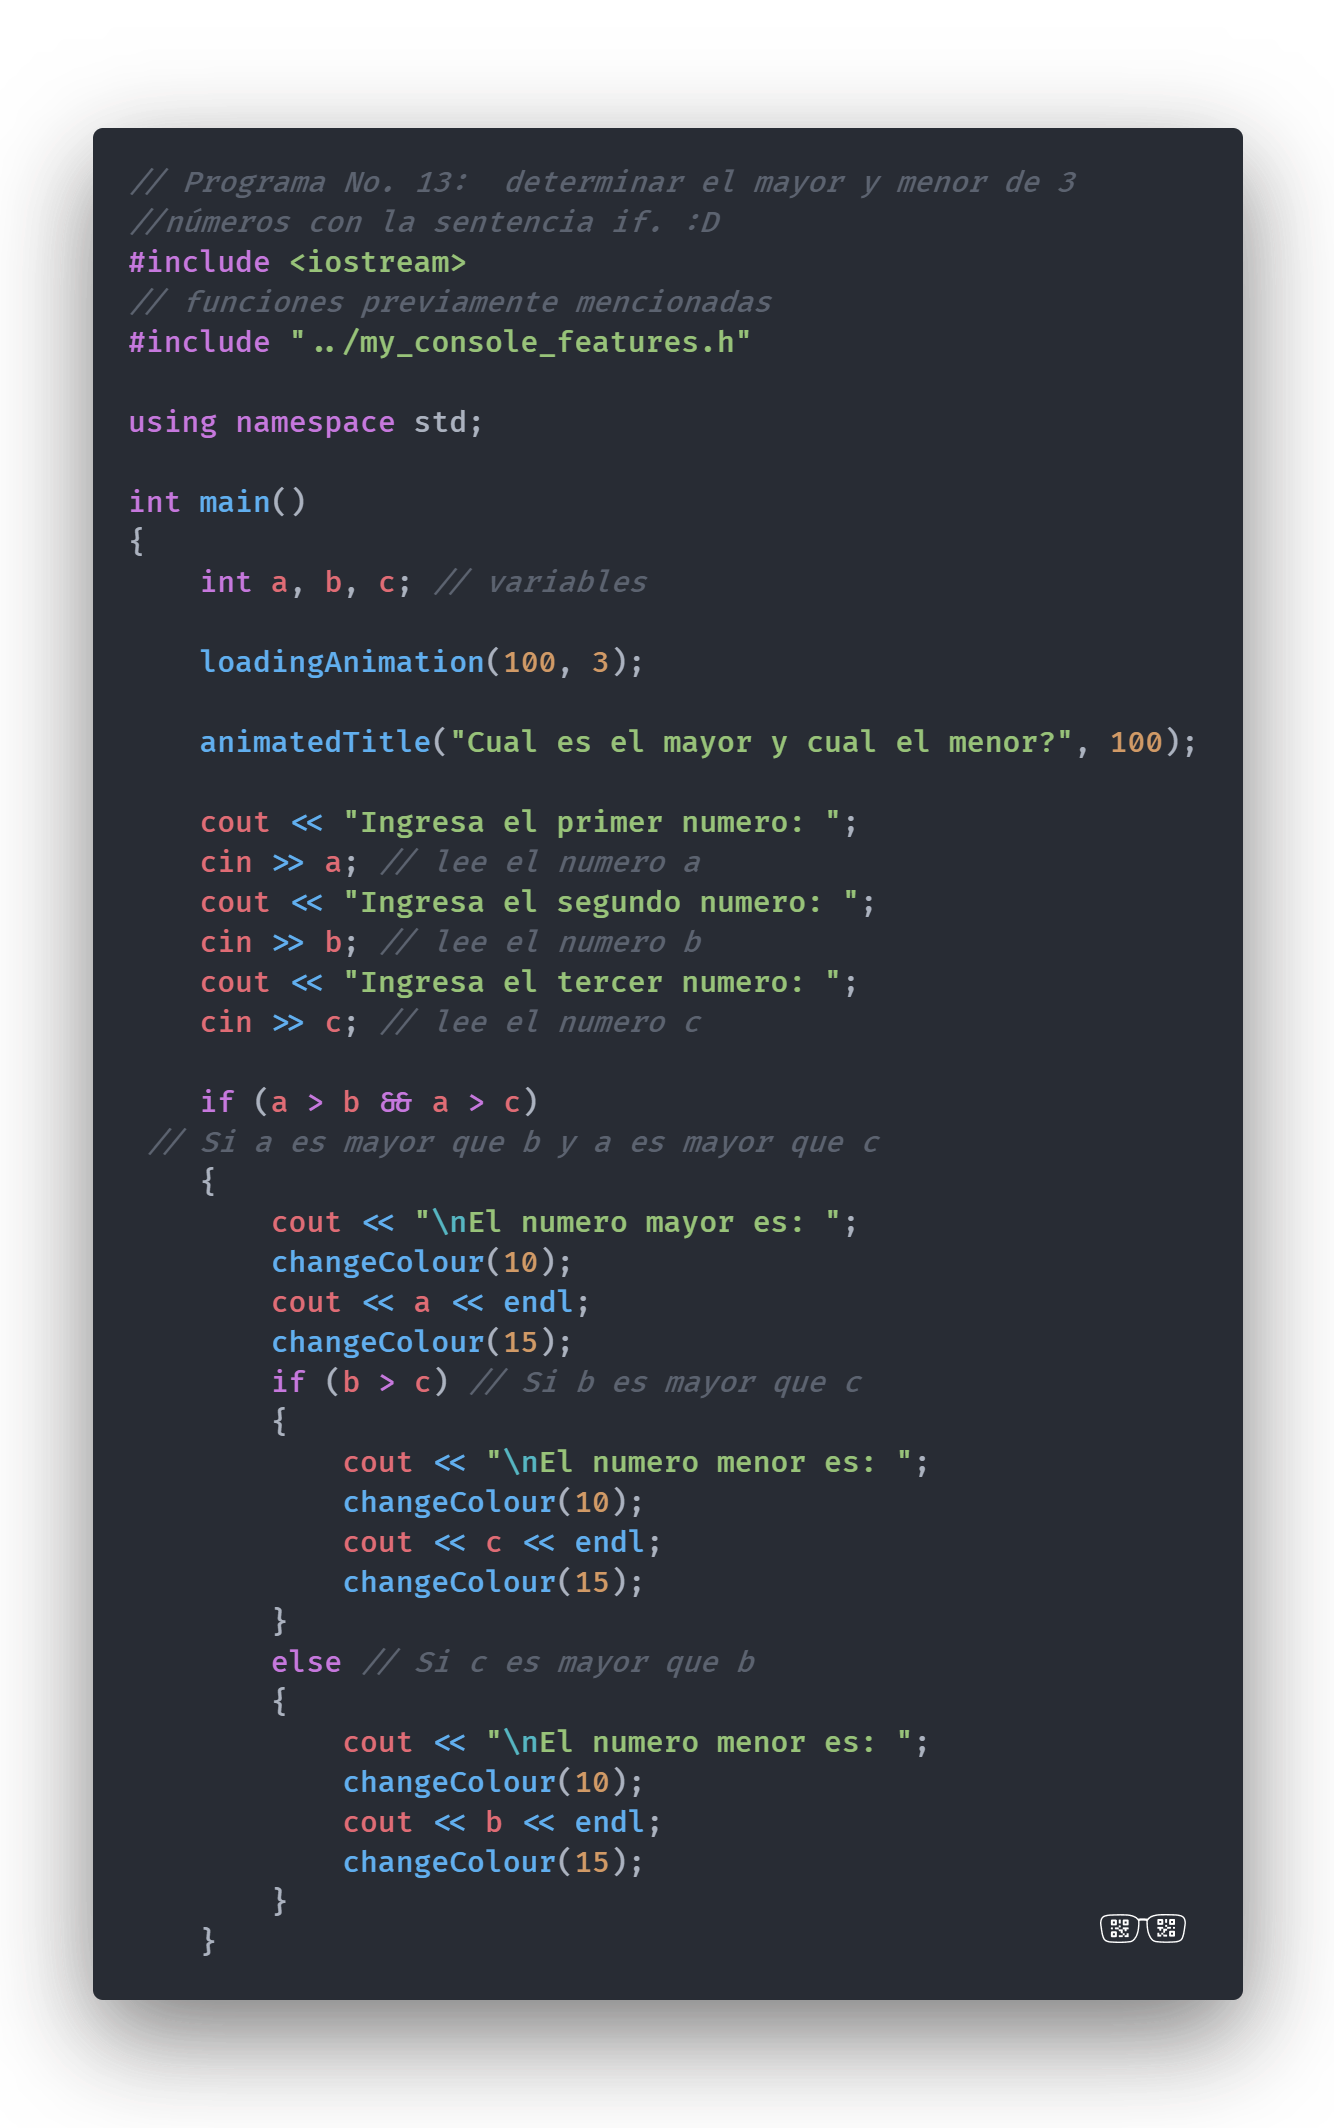 // Programa No. 13:  determinar el mayor y menor de 3
//números con la sentencia if. :D
#include <iostream>
// funciones previamente mencionadas
#include "../my_console_features.h"

using namespace std;

int main()
{
    int a, b, c; // variables

    loadingAnimation(100, 3);

    animatedTitle("Cual es el mayor y cual el menor?", 100);

    cout << "Ingresa el primer numero: ";
    cin >> a; // lee el numero a
    cout << "Ingresa el segundo numero: ";
    cin >> b; // lee el numero b
    cout << "Ingresa el tercer numero: ";
    cin >> c; // lee el numero c

    if (a > b && a > c)
 // Si a es mayor que b y a es mayor que c
    {
        cout << "\nEl numero mayor es: ";
        changeColour(10);
        cout << a << endl;
        changeColour(15);
        if (b > c) // Si b es mayor que c
        {
            cout << "\nEl numero menor es: ";
            changeColour(10);
            cout << c << endl;
            changeColour(15);
        }
        else // Si c es mayor que b
        {
            cout << "\nEl numero menor es: ";
            changeColour(10);
            cout << b << endl;
            changeColour(15);
        }
    }